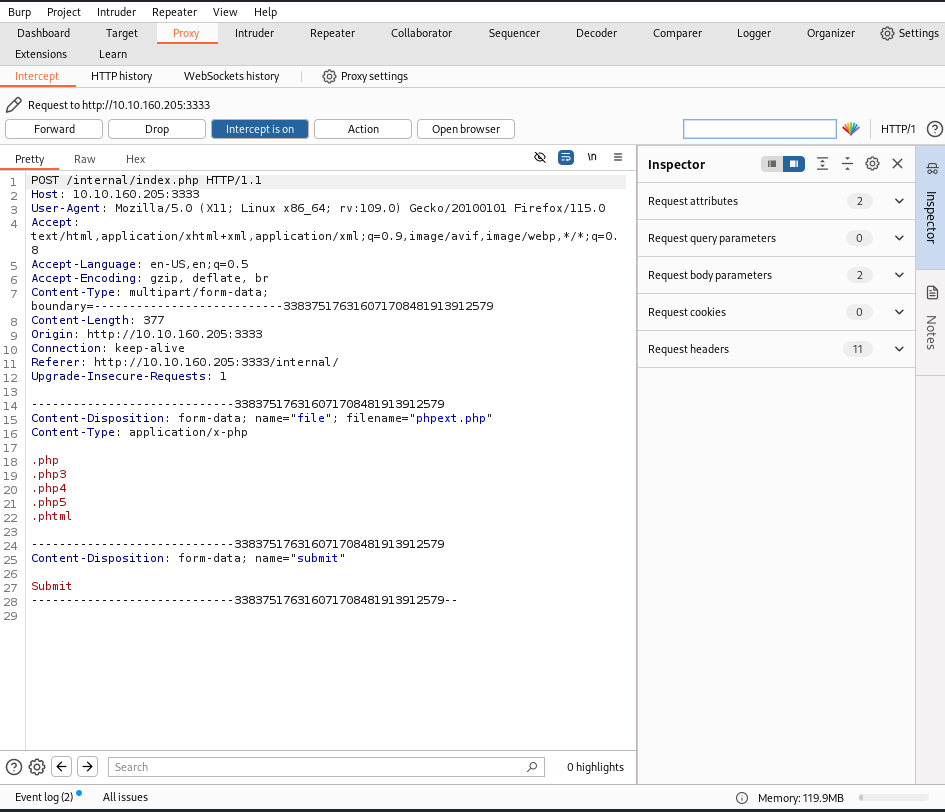 Burp Project Intruder Repeater View Help
Dashboard Target Proxy Intruder Repeater Collaborator Sequencer Decoder Comparer Logger Organizer Settings
Extensions Learn
Intercept HTTP history WebSockets history Proxy settings
Request to http://10.10.160.205:3333
Forward Drop Intercept is on Action Open browser HTTP/1
Pretty Raw Hex \n
1 POST /internal/index.php HTTP/1.1
2 Host: 10.10.160.205:3333
3 User-Agent: Mozilla/5.0 (X11; Linux x86_64; rv:109.0) Gecko/20100101 Firefox/115.0
4 Accept:
text/html,application/xhtml+xml,application/xml;q=0.9,image/avif,image/webp,*/*;q=0.
8
5 Accept-Language: en-US,en;q=0.5
6 Accept-Encoding: gzip, deflate, br
7 Content-Type: multipart/form-data;
boundary=---------------------------338375176316071708481913912579
8 Content-Length: 377
9 Origin: http://10.10.160.205:3333
10 Connection: keep-alive
11 Referer: http://10.10.160.205:3333/internal/
12 Upgrade-Insecure-Requests: 1
13
14 -----------------------------338375176316071708481913912579
15 Content-Disposition: form-data; name="file"; filename="phpext.php"
16 Content-Type: application/x-php
17
18 .php
19 .php3
20 .php4
21 .php5
22 .phtml
23
24 -----------------------------338375176316071708481913912579
25 Content-Disposition: form-data; name="submit"
26
27 Submit
28 -----------------------------338375176316071708481913912579--
29
Search 0 highlights
Inspector
Request attributes 2
Request query parameters 0
Request body parameters 2
Request cookies 0
Request headers 11
Inspector
Notes
Event log (2) All issues Memory: 119.9MB